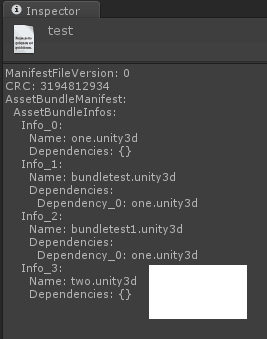 Inspector
test
ManifestFileVersion: 0
CRC: 3194812934
AssetBundleManifest:
AssetBundleInfos:
Info_0:
Name: one.unity3d
Dependencies: {}
Info_1:
Name: bundletest.unity3d
Dependencies:
Dependency_0: one.unity3d
Info_2:
Name: bundletest1.unity3d
Dependencies:
Dependency_0: one.unity3d
Info_3:
Name: two.unity3d
Dependencies: {}